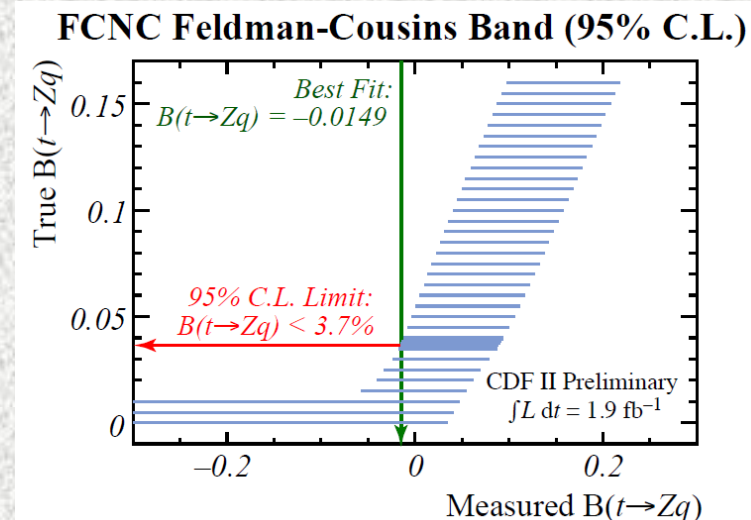 FCNC Feldman-Cousins Band (95% C.L.)
True B(t→Zq)
0.15
0.1
0.05
0
Best Fit:
B(t→Zq) = –0.0149
95% C.L. Limit:
B(t→Zq) < 3.7%
CDF II Preliminary
∫L dt = 1.9 fb⁻¹
–0.2
0
0.2
Measured B(t→Zq)